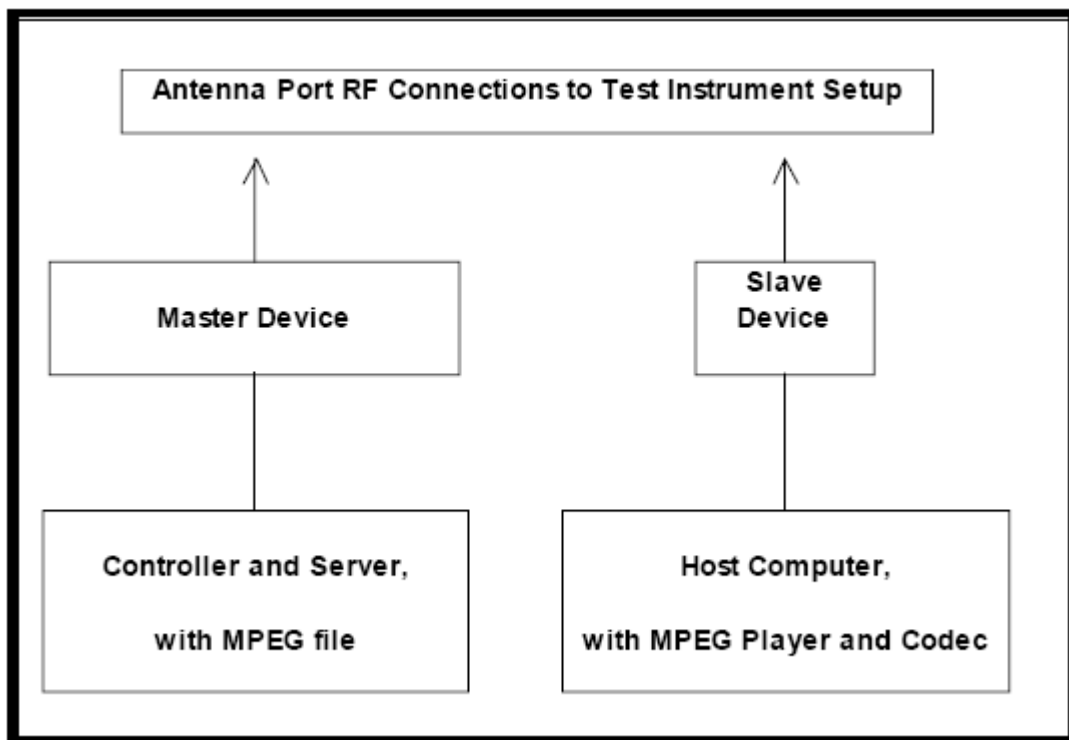 Antenna Port RF Connections to Test Instrument Setup
Master Device
Slave
Device
Controller and Server,
with MPEG file
Host Computer,
with MPEG Player and Codec